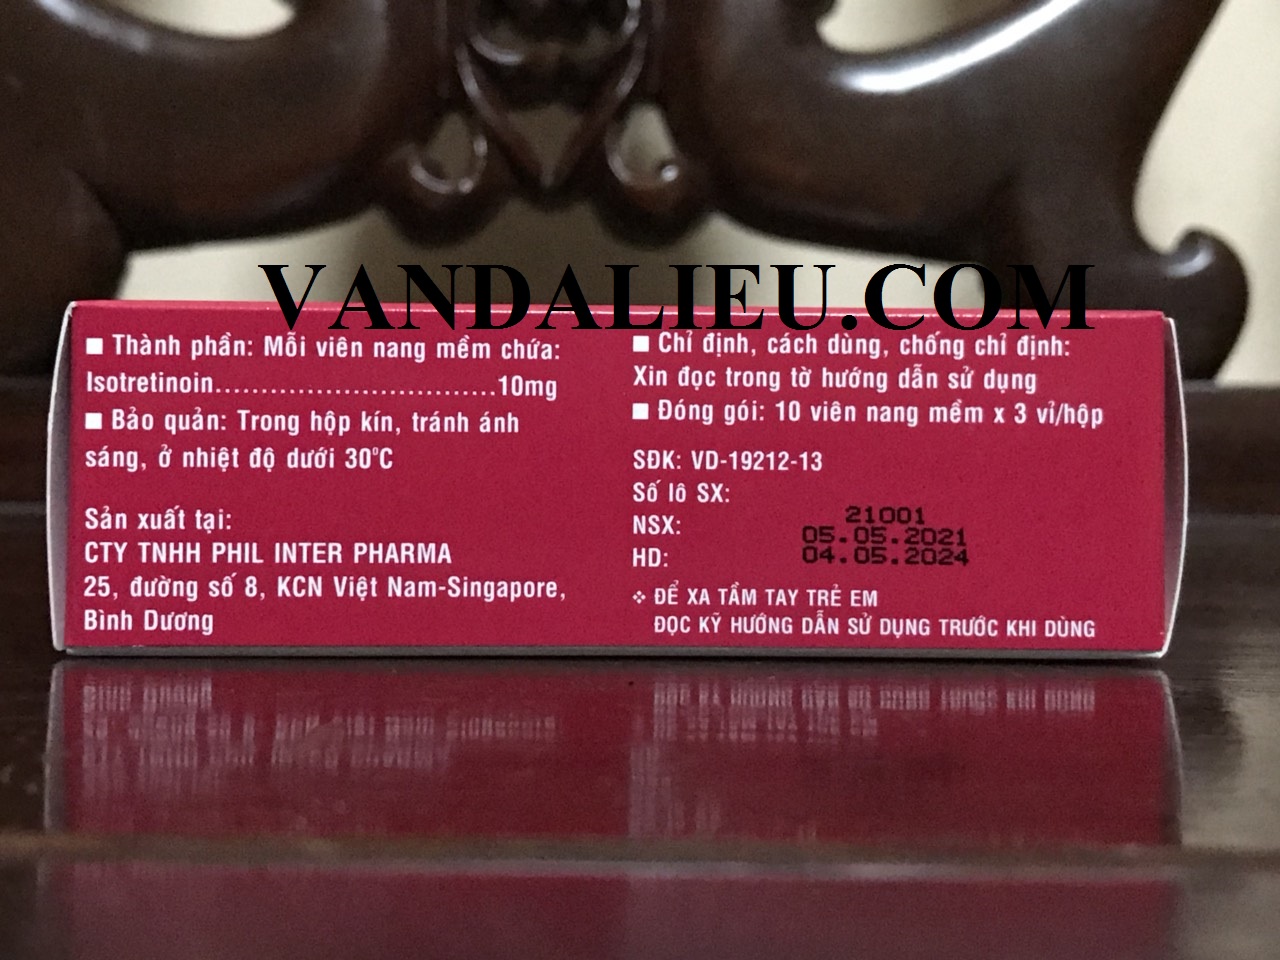 VANDALIEU.COM
■ Thành phần: Mỗi viên nang mềm chứa:
Isotretinoin...............................10mg
■ Bảo quản: Trong hộp kín, tránh ánh
sáng, ở nhiệt độ dưới 30⁰C
Sản xuất tại:
CTY TNHH PHIL INTER PHARMA
25, đường số 8, KCN Việt Nam-Singapore,
Bình Dương
■ Chỉ định, cách dùng, chống chỉ định:
Xin đọc trong tờ hướng dẫn sử dụng
■ Đóng gói: 10 viên nang mềm x 3 vỉ/hộp
SĐK: VD-19212-13
Số lô SX: 21001
NSX: 05.05.2021
HD: 04.05.2024
❖ ĐỂ XA TẦM TAY TRẺ EM
ĐỌC KỸ HƯỚNG DẪN SỬ DỤNG TRƯỚC KHI DÙNG